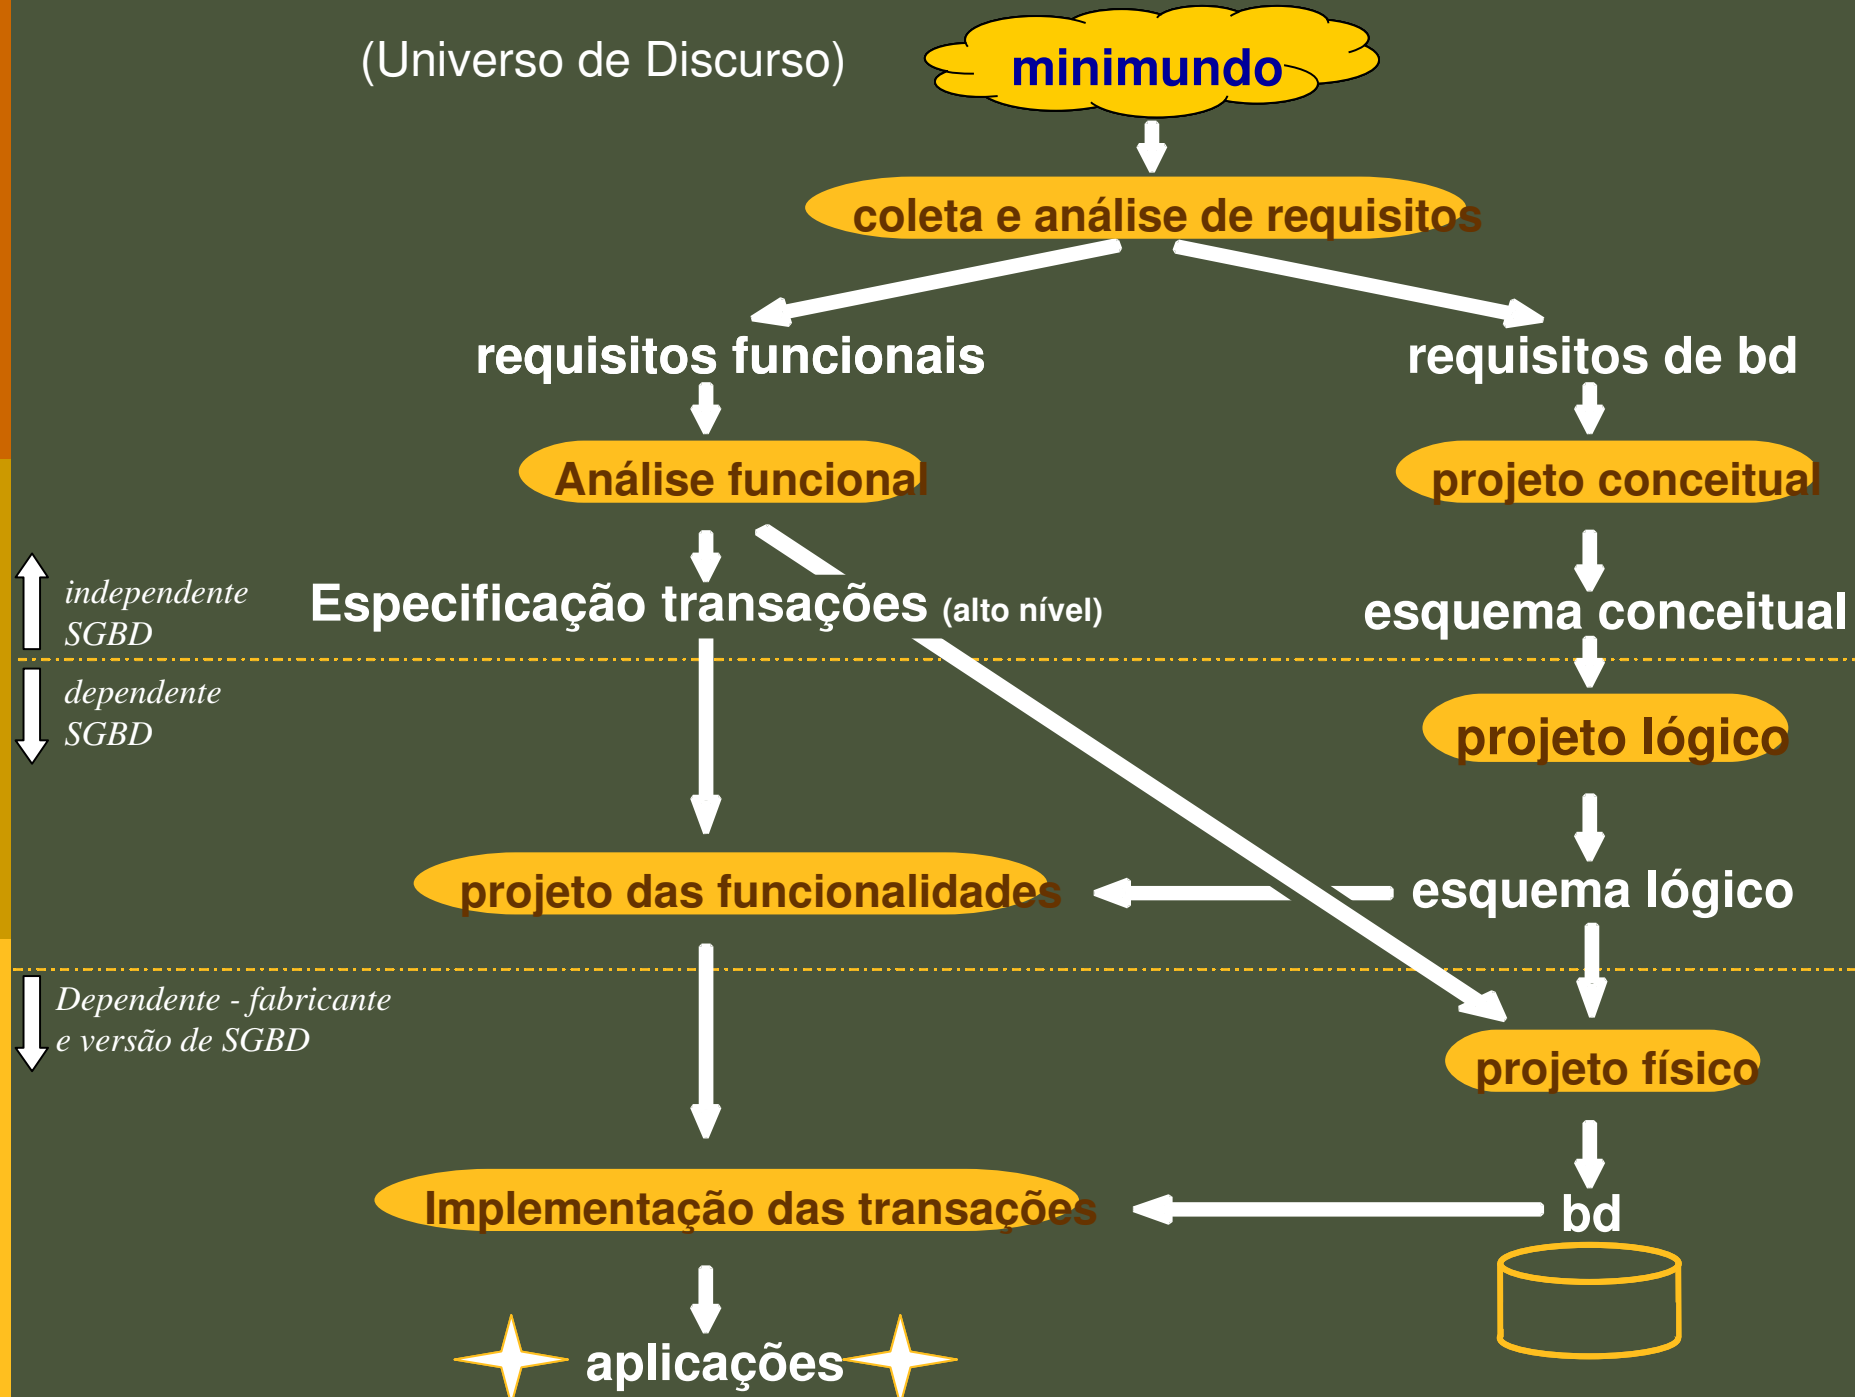 (Universo de Discurso)
minimundo
coleta e análise de requisitos
requisitos funcionais
requisitos de bd
Análise funcional
projeto conceitual
independente
SGBD
Especificação transações (alto nível)
esquema conceitual
dependente
SGBD
projeto lógico
projeto das funcionalidades
esquema lógico
Dependente - fabricante
e versão de SGBD
projeto físico
Implementação das transações
bd
aplicações